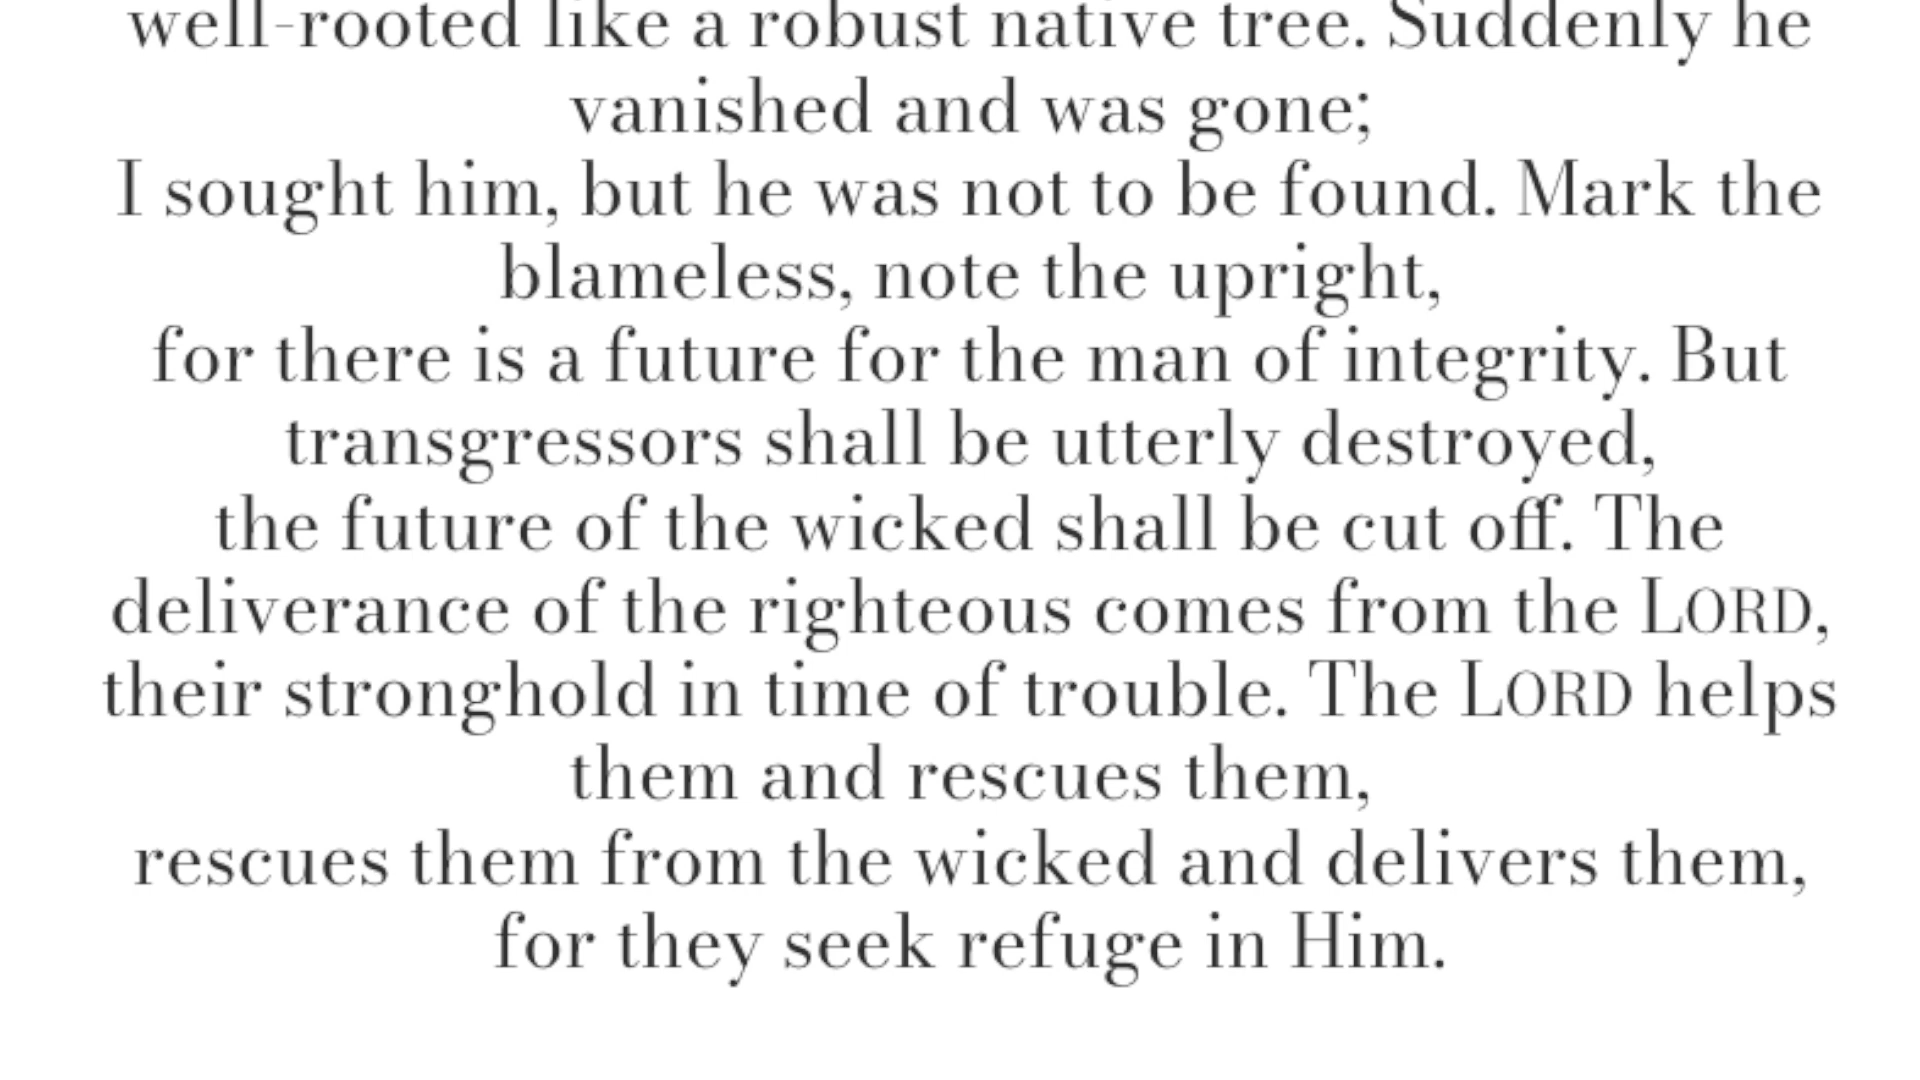 well-rooted like a robust native tree. Suddenly he
vanished and was gone;
I sought him, but he was not to be found. Mark the
blameless, note the upright,
for there is a future for the man of integrity. But
transgressors shall be utterly destroyed,
the future of the wicked shall be cut off. The
deliverance of the righteous comes from the LORD,
their stronghold in time of trouble. The LORD helps
them and rescues them,
rescues them from the wicked and delivers them,
for they seek refuge in Him.